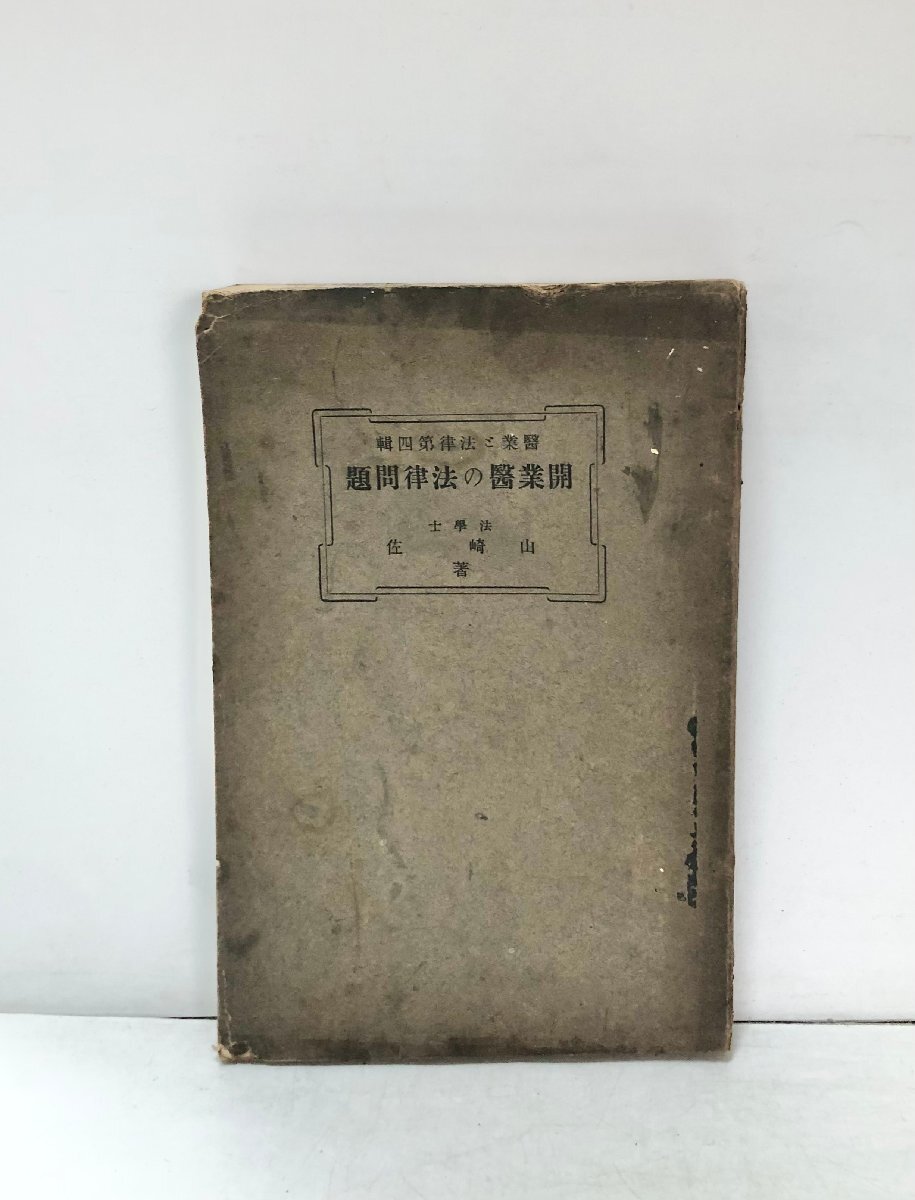 醫業と法律第四輯
開業醫の法律問題
法學士
山崎佐
著